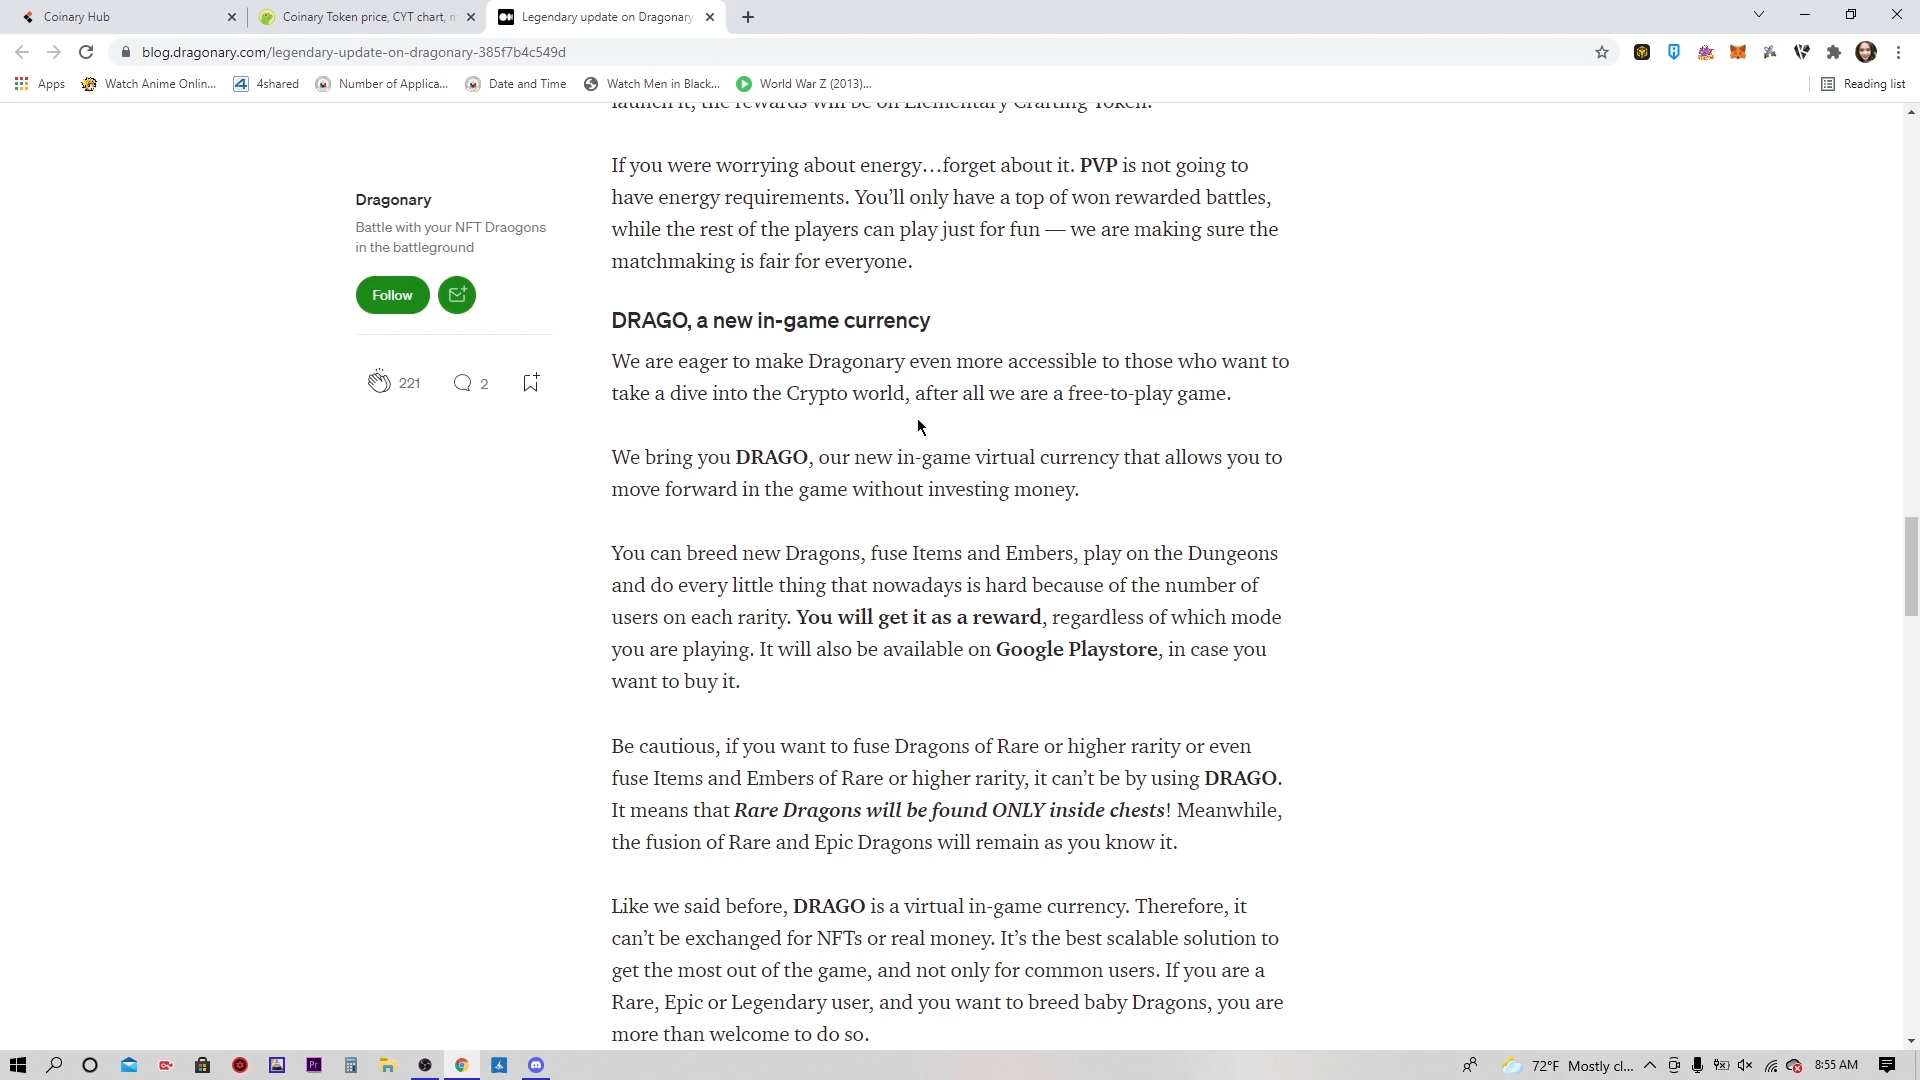 Coinary Hub
Coinary Token price, CYT chart, m
Legendary update on Dragonary
blog.dragonary.com/legendary-update-on-dragonary-385f7b4c549d
Apps
Watch Anime Onlin...
4shared
Number of Applica...
Date and Time
Watch Men in Black...
World War Z (2013)...
Reading list
launch it, the rewards will be on Elementary Crafting Token.
If you were worrying about energy…forget about it. PVP is not going to
have energy requirements. You'll only have a top of won rewarded battles,
while the rest of the players can play just for fun — we are making sure the
matchmaking is fair for everyone.
Dragonary
Battle with your NFT Draogons
in the battleground
Follow
221
2
DRAGO, a new in-game currency
We are eager to make Dragonary even more accessible to those who want to
take a dive into the Crypto world, after all we are a free-to-play game.
We bring you DRAGO, our new in-game virtual currency that allows you to
move forward in the game without investing money.
You can breed new Dragons, fuse Items and Embers, play on the Dungeons
and do every little thing that nowadays is hard because of the number of
users on each rarity. You will get it as a reward, regardless of which mode
you are playing. It will also be available on Google Playstore, in case you
want to buy it.
Be cautious, if you want to fuse Dragons of Rare or higher rarity or even
fuse Items and Embers of Rare or higher rarity, it can't be by using DRAGO.
It means that Rare Dragons will be found ONLY inside chests! Meanwhile,
the fusion of Rare and Epic Dragons will remain as you know it.
Like we said before, DRAGO is a virtual in-game currency. Therefore, it
can't be exchanged for NFTs or real money. It's the best scalable solution to
get the most out of the game, and not only for common users. If you are a
Rare, Epic or Legendary user, and you want to breed baby Dragons, you are
more than welcome to do so.
Pr
72°F Mostly cl...
8:55 AM